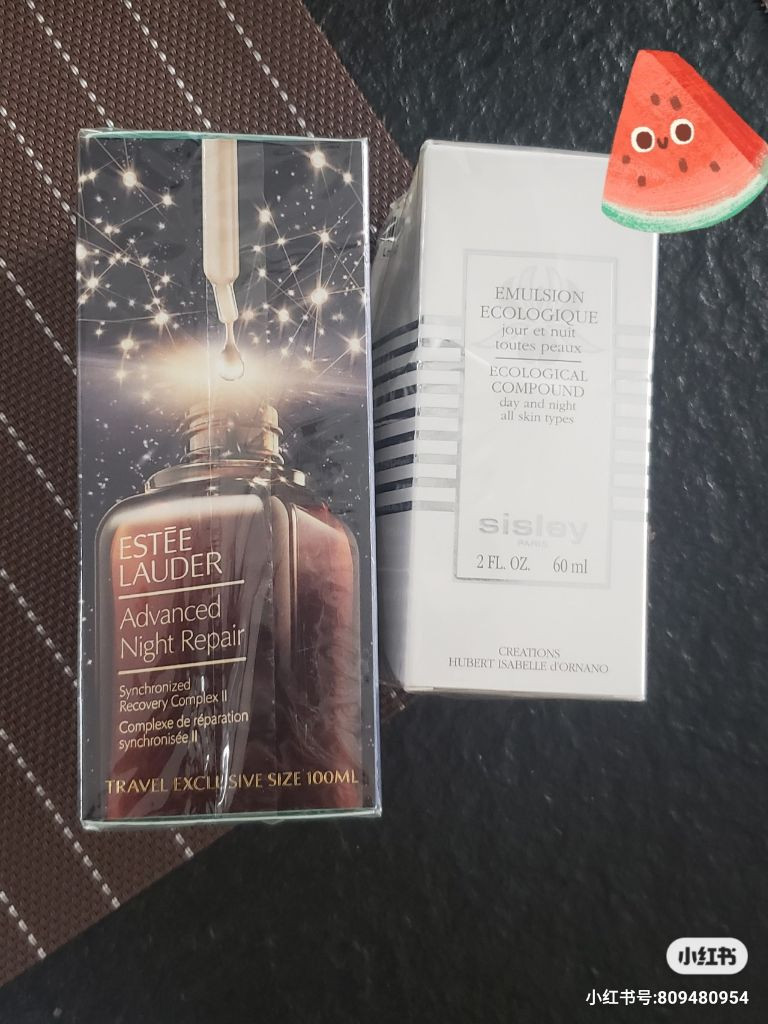 ESTĒE
LAUDER
Advanced
Night Repair
Synchronized
Recovery Complex II
Complexe de réparation
synchronisée II
TRAVEL EXCLUSIVE SIZE 100ML
EMULSION
ECOLOGIQUE
jour et nuit
toutes peaux
ECOLOGICAL
COMPOUND
day and night
all skin types
sisley
PARIS
2 FL. OZ. 60 ml
CREATIONS
HUBERT ISABELLE d'ORNANO
小红书
小红书号:809480954